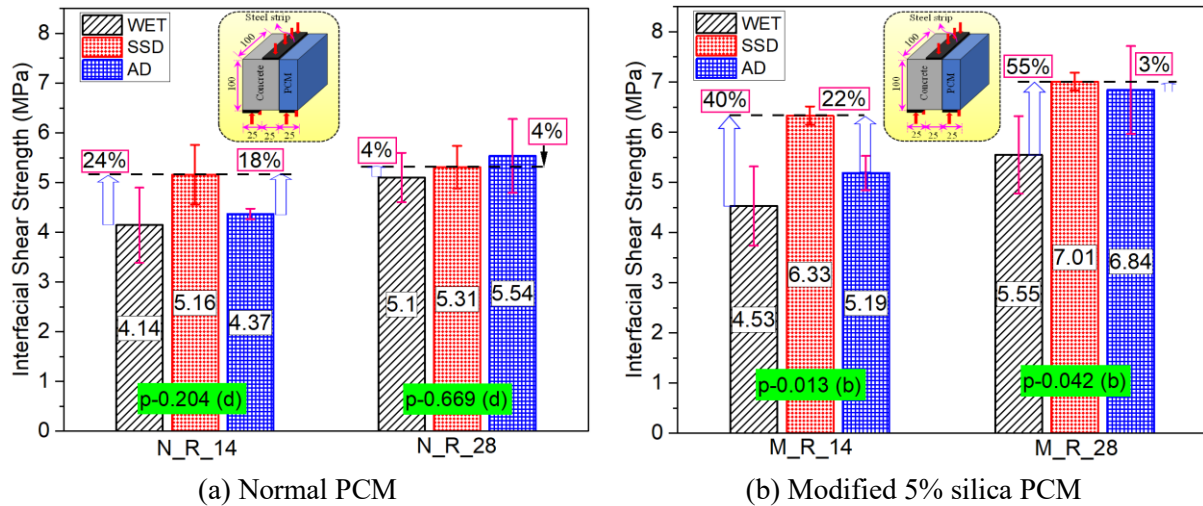 Interfacial Shear Strength (MPa)
8
7
6
5
4
3
2
1
0
WET
SSD
AD
Steel strip
100
100
Concrete
PCM
25
25
25
24%
18%
4%
4%
4.14
5.16
4.37
5.1
5.31
5.54
p-0.204 (d)
p-0.669 (d)
N_R_14
N_R_28
(a) Normal PCM
Interfacial Shear Strength (MPa)
8
7
6
5
4
3
2
1
0
WET
SSD
AD
Steel strip
100
100
Concrete
PCM
25
25
25
40%
22%
55%
3%
4.53
6.33
5.19
5.55
7.01
6.84
p-0.013 (b)
p-0.042 (b)
M_R_14
M_R_28
(b) Modified 5% silica PCM